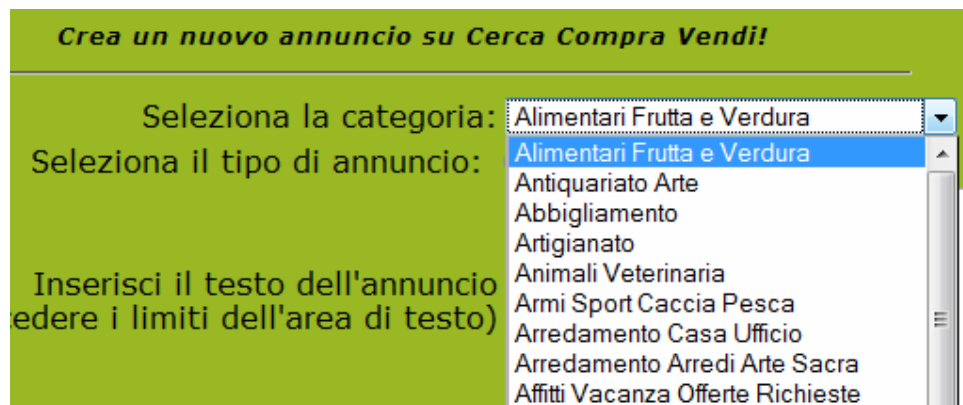 Crea un nuovo annuncio su Cerca Compra Vendi!
Seleziona la categoria: Alimentari Frutta e Verdura
Seleziona il tipo di annuncio:
Alimentari Frutta e Verdura
Antiquariato Arte
Abbigliamento
Artigianato
Animali Veterinaria
Armi Sport Caccia Pesca
Arredamento Casa Ufficio
Arredamento Arredi Arte Sacra
Affitti Vacanza Offerte Richieste
Inserisci il testo dell'annuncio
i limiti dell'area di testo)